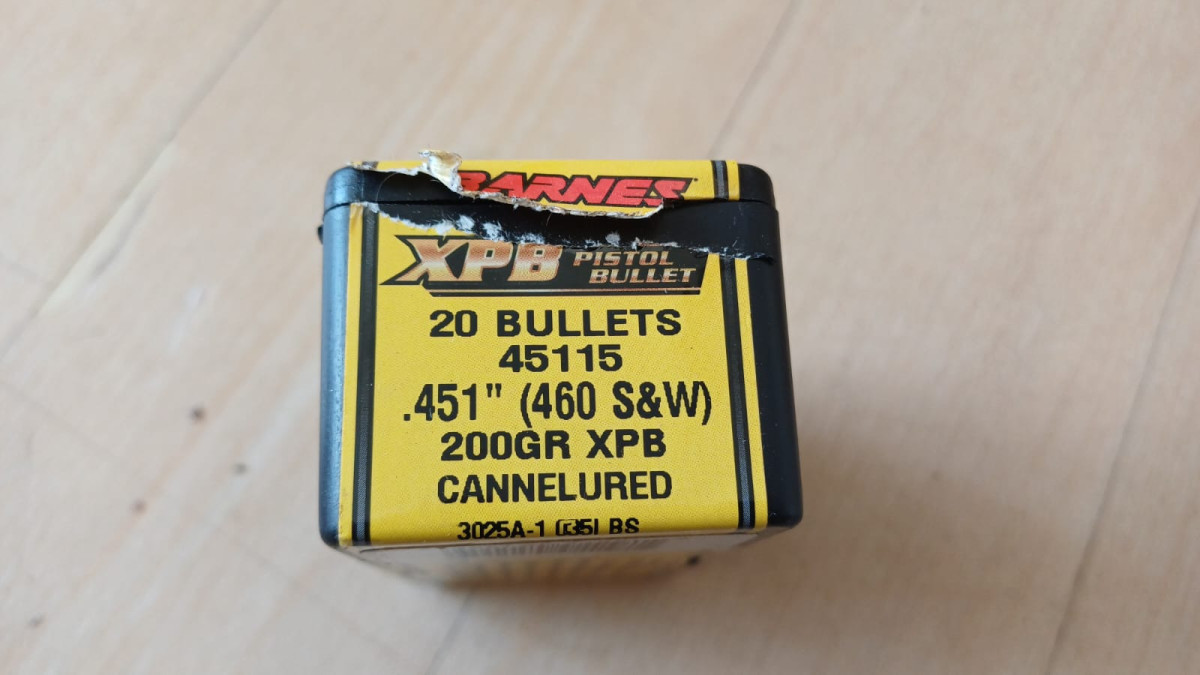 BARNES
XPB PISTOL
BULLET
20 BULLETS
45115
.451" (460 S&W)
200GR XPB
CANNELURED
3025A-1